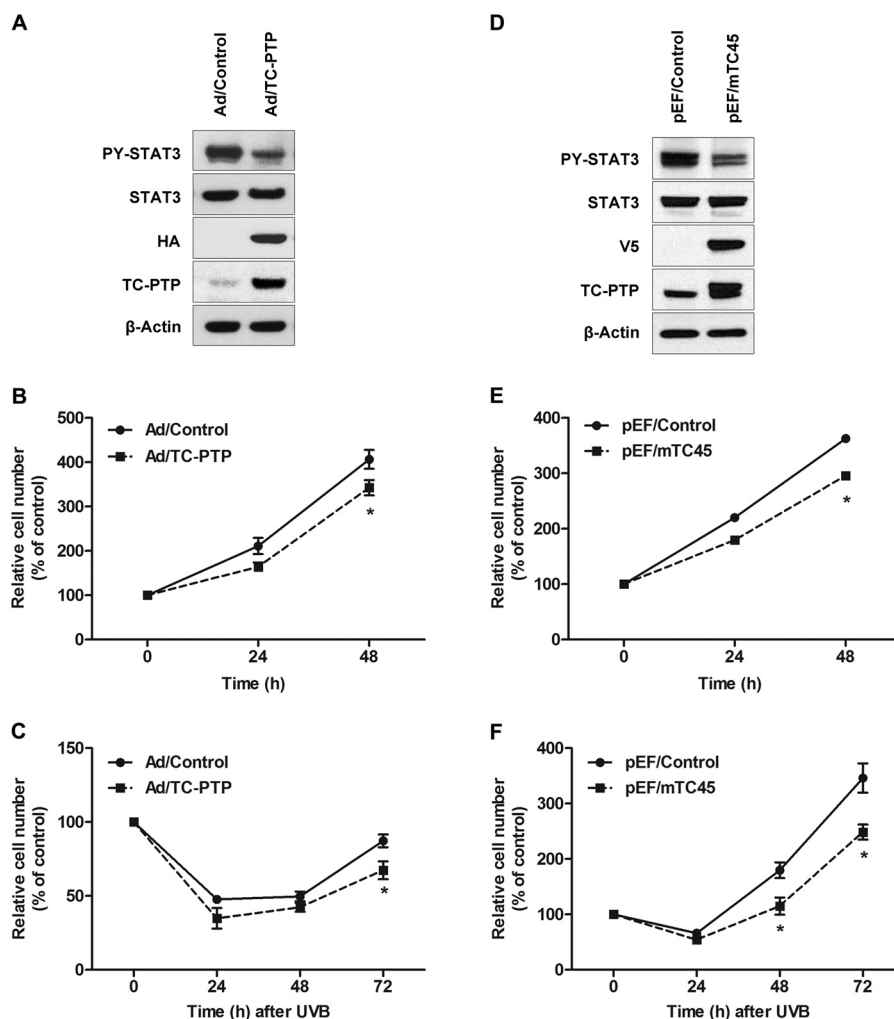 A
Ad/Control
Ad/TC-PTP
PY-STAT3
STAT3
HA
TC-PTP
β-Actin
D
pEF/Control
pEF/mTC45
PY-STAT3
STAT3
V5
TC-PTP
β-Actin
B
Relative cell number
(% of control)
500
400
300
200
100
0
Ad/Control
Ad/TC-PTP
*
0 24 48
Time (h)
E
Relative cell number
(% of control)
400
300
200
100
0
pEF/Control
pEF/mTC45
*
0 24 48
Time (h)
C
Relative cell number
(% of control)
150
100
50
0
Ad/Control
Ad/TC-PTP
*
0 24 48 72
Time (h) after UVB
F
Relative cell number
(% of control)
400
300
200
100
0
pEF/Control
pEF/mTC45
*
*
0 24 48 72
Time (h) after UVB